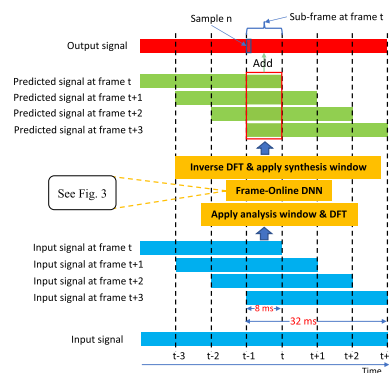 Sample n
Sub-frame at frame t
Output signal
Add
Predicted signal at frame t
Predicted signal at frame t+1
Predicted signal at frame t+2
Predicted signal at frame t+3
Inverse DFT & apply synthesis window
Frame-Online DNN
See Fig. 3
Apply analysis window & DFT
Input signal at frame t
Input signal at frame t+1
Input signal at frame t+2
Input signal at frame t+3
8 ms
32 ms
Input signal
t-3 t-2 t-1 t t+1 t+2 t+
Time